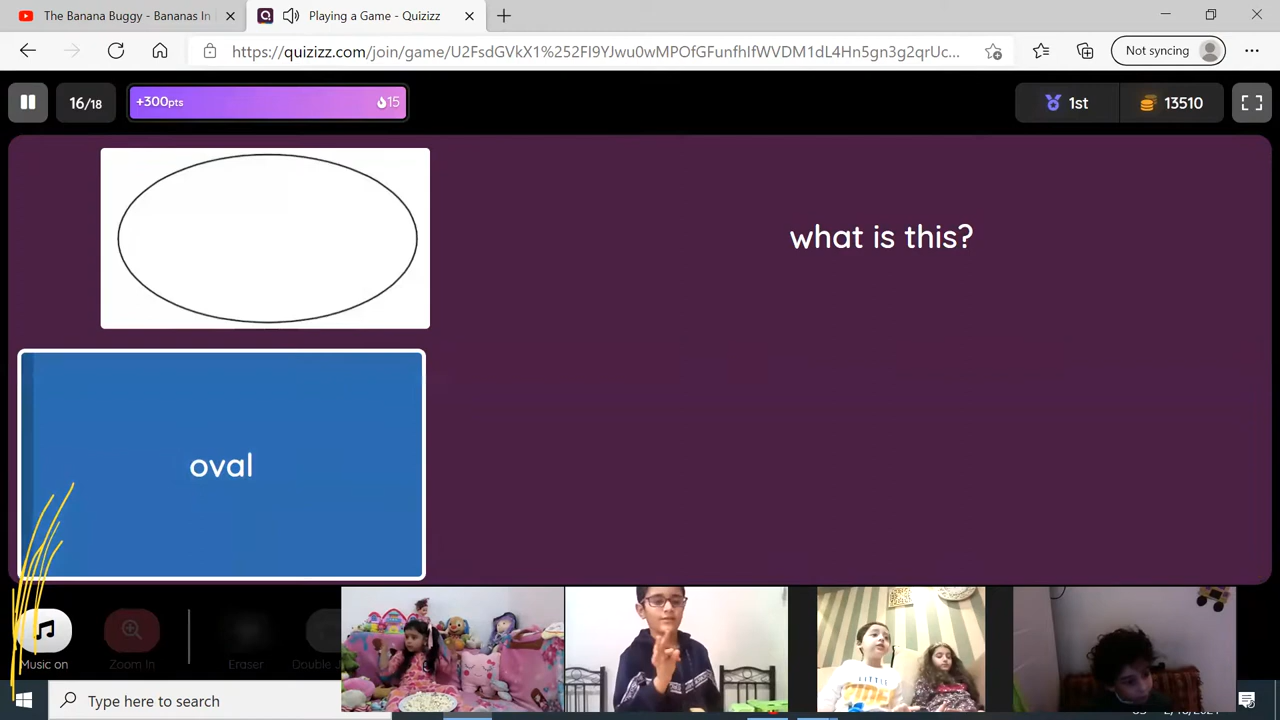 The Banana Buggy - Bananas In
Playing a Game - Quizizz
https://quizizz.com/join/game/U2FsdGVkX1%252FI9YJwu0wMPOfGFunfhIfWVDM1dL4Hn5gn3g2qrUc...
Not syncing
16/18
+300pts
15
1st
13510
what is this?
oval
Music on
Zoom In
Eraser
Double J
Type here to search